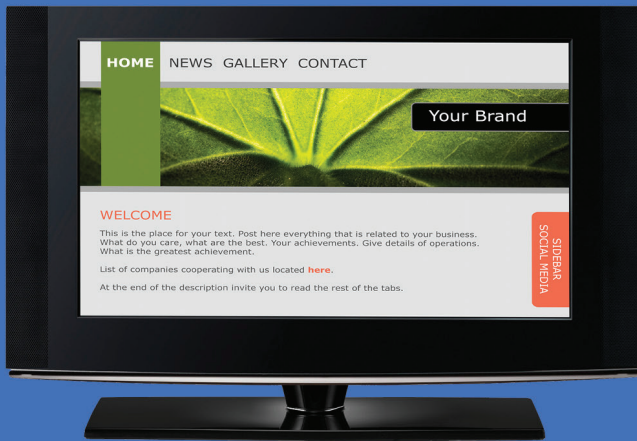 HOME NEWS GALLERY CONTACT
Your Brand
WELCOME
This is the place for your text. Post here everything that is related to your business.
What do you care, what are the best. Your achievements. Give details of operations.
What is the greatest achievement.
List of companies cooperating with us located here.
At the end of the description invite you to read the rest of the tabs.
SIDEBAR
SOCIAL MEDIA